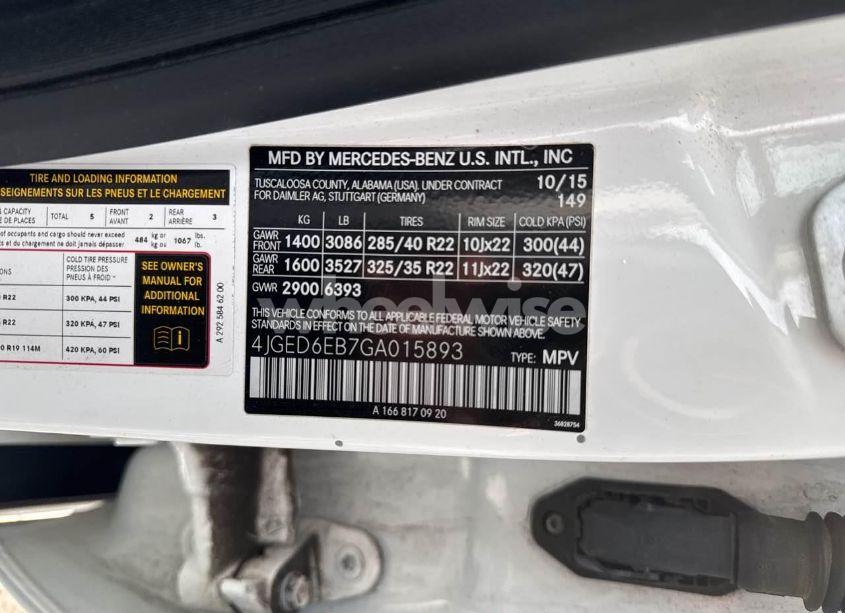 TIRE AND LOADING INFORMATION
SEIGNEMENTS SUR LES PNEUS ET LE CHARGEMENT
CAPACITY TOTAL 5 FRONT 2 REAR 3
DE PLACES AVANT ARRIÈRE
of occupants and cargo should never exceed 484 kg or 1067 lbs.
et du chargement ne doit jamais dépasser kg ou lb.
COLD TIRE PRESSURE
PRESSION DES
PNEUS À FROID
R22 300 KPA, 44 PSI
R22 320 KPA, 47 PSI
0 R19 114M 420 KPA, 60 PSI
SEE OWNER'S
MANUAL FOR
ADDITIONAL
INFORMATION
A 292 584 62 00
MFD BY MERCEDES-BENZ U.S. INTL., INC
TUSCALOOSA COUNTY, ALABAMA (USA). UNDER CONTRACT 10/15
FOR DAIMLER AG, STUTTGART (GERMANY) 149
KG LB TIRES RIM SIZE COLD KPA (PSI)
GAWR FRONT 1400 3086 285/40 R22 10Jx22 300(44)
GAWR REAR 1600 3527 325/35 R22 11Jx22 320(47)
GVWR 2900 6393
THIS VEHICLE CONFORMS TO ALL APPLICABLE FEDERAL MOTOR VEHICLE SAFETY
STANDARDS IN EFFECT ON THE DATE OF MANUFACTURE SHOWN ABOVE.
4JGED6EB7GA015893 TYPE: MPV
A 166 817 09 20
36828754
wheelwise